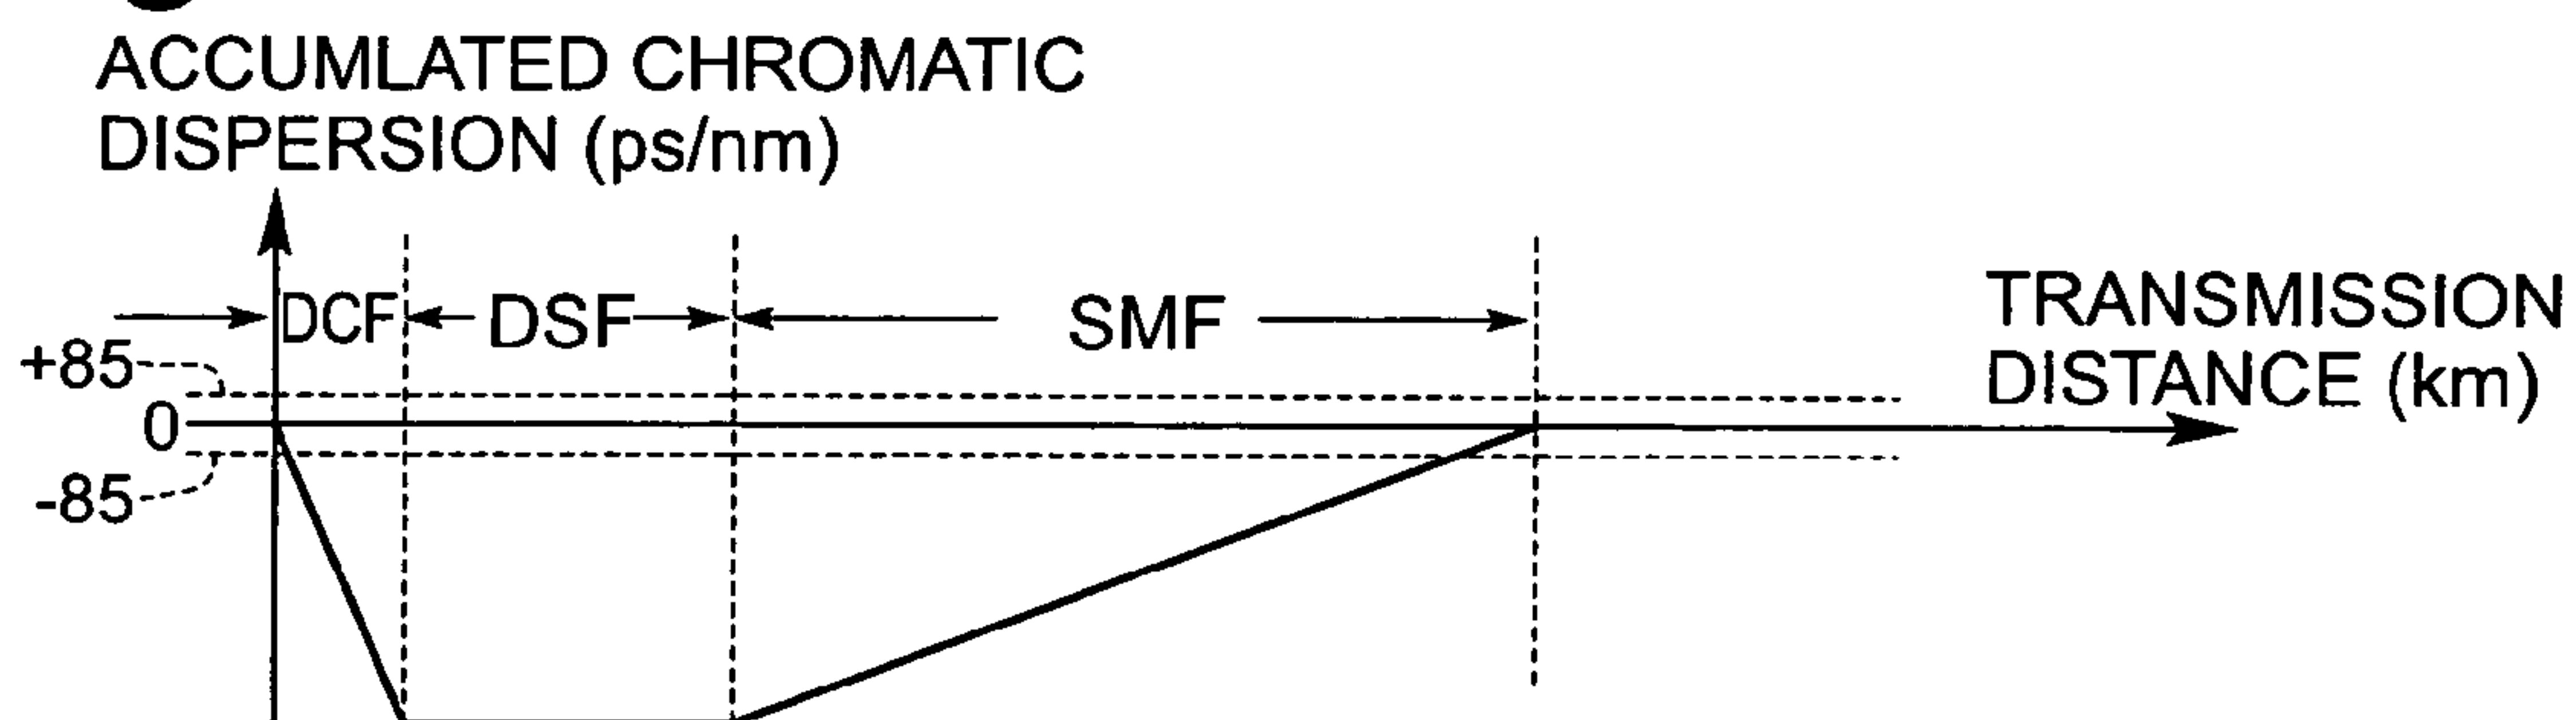 ACCUMLATED CHROMATIC
DISPERSION (ps/nm)
DCF
DSF
SMF
TRANSMISSION
DISTANCE (km)
+85
0
-85